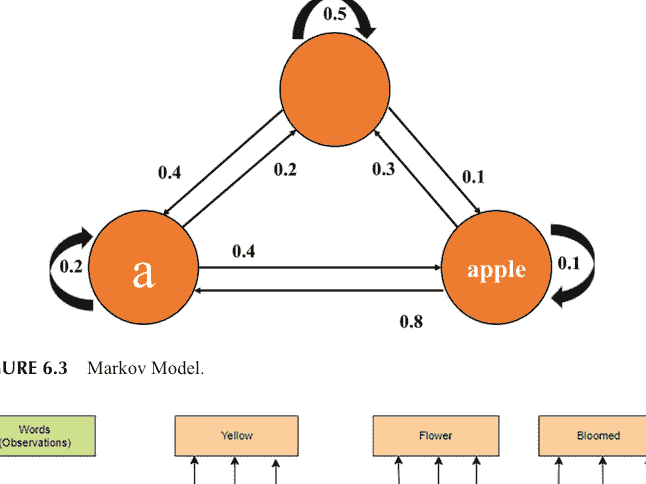 0.5
0.4
0.2
0.3
0.1
0.2
a
0.4
apple
0.1
0.8
GURE 6.3 Markov Model.
Words
(Observations)
Yellow
Flower
Bloomed